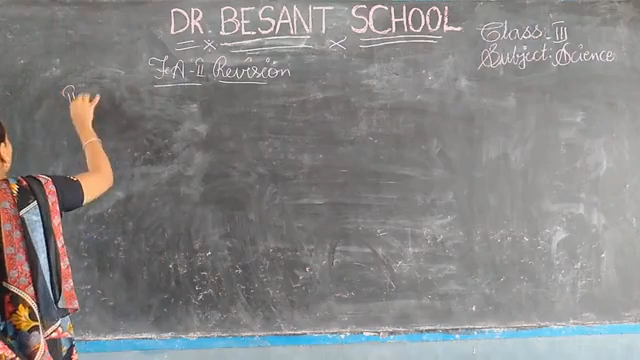 DR. BESANT SCHOOL
Class - III
Subject: Science
FA-II Revision